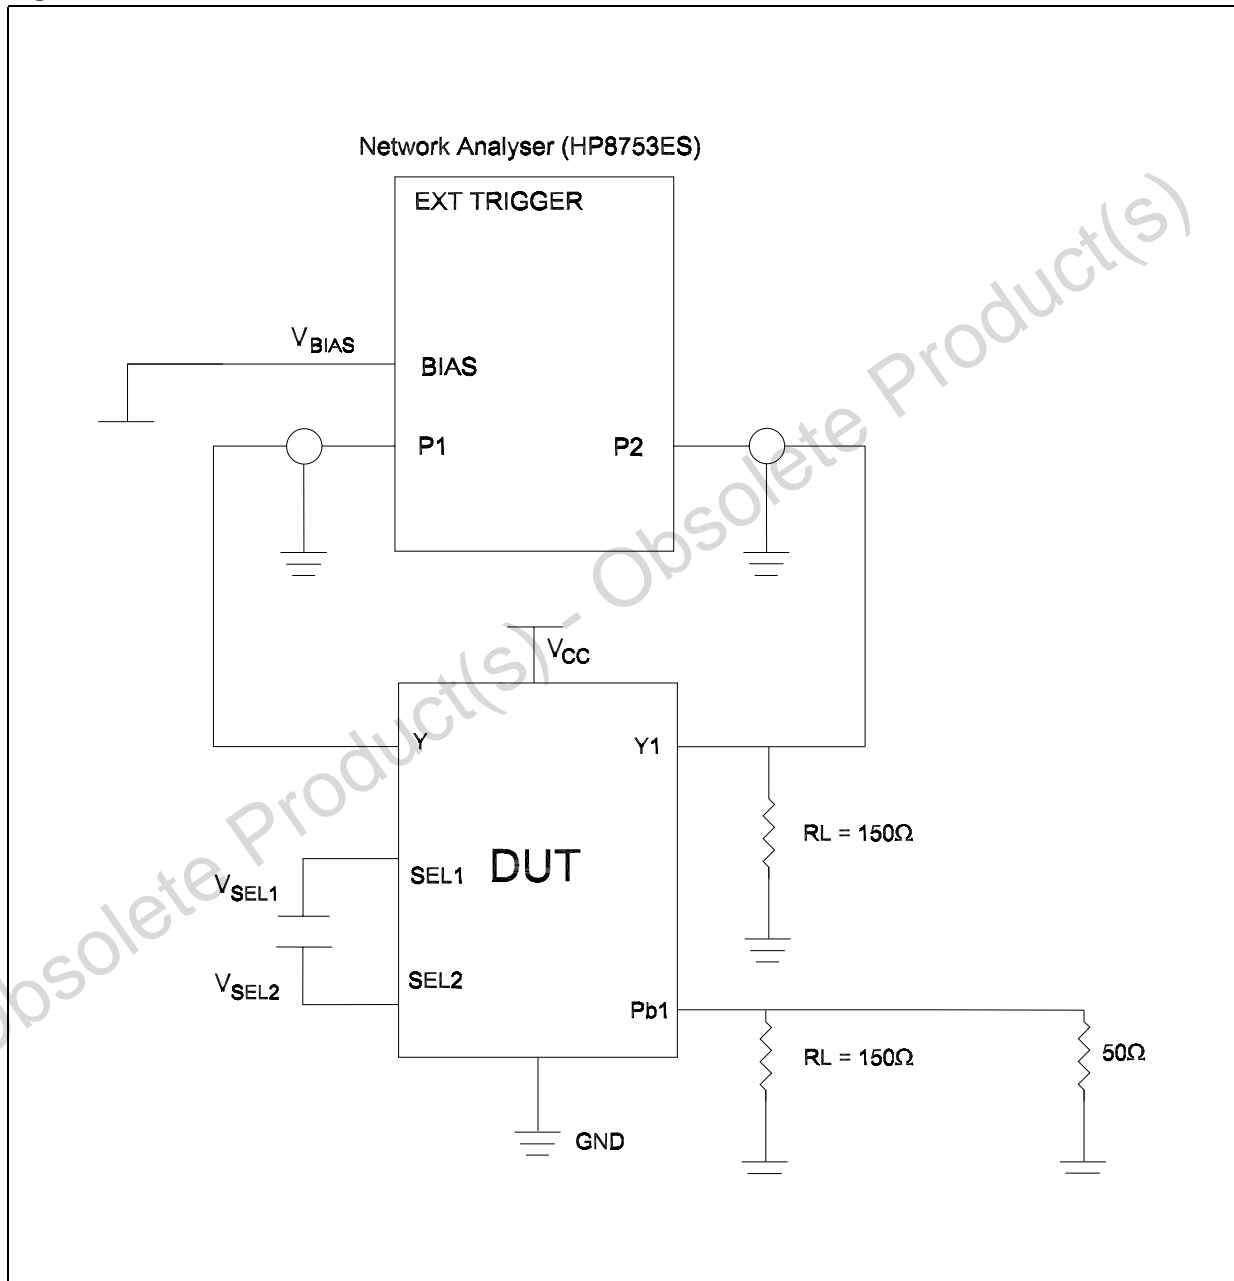 Network Analyser (HP8753ES)
EXT TRIGGER
VBIAS
BIAS
P1
P2
VCC
Y
Y1
RL = 150Ω
VSEL1
SEL1
DUT
VSEL2
SEL2
Pb1
RL = 150Ω
50Ω
GND
Obsolete Product(s) - Obsolete Product(s)